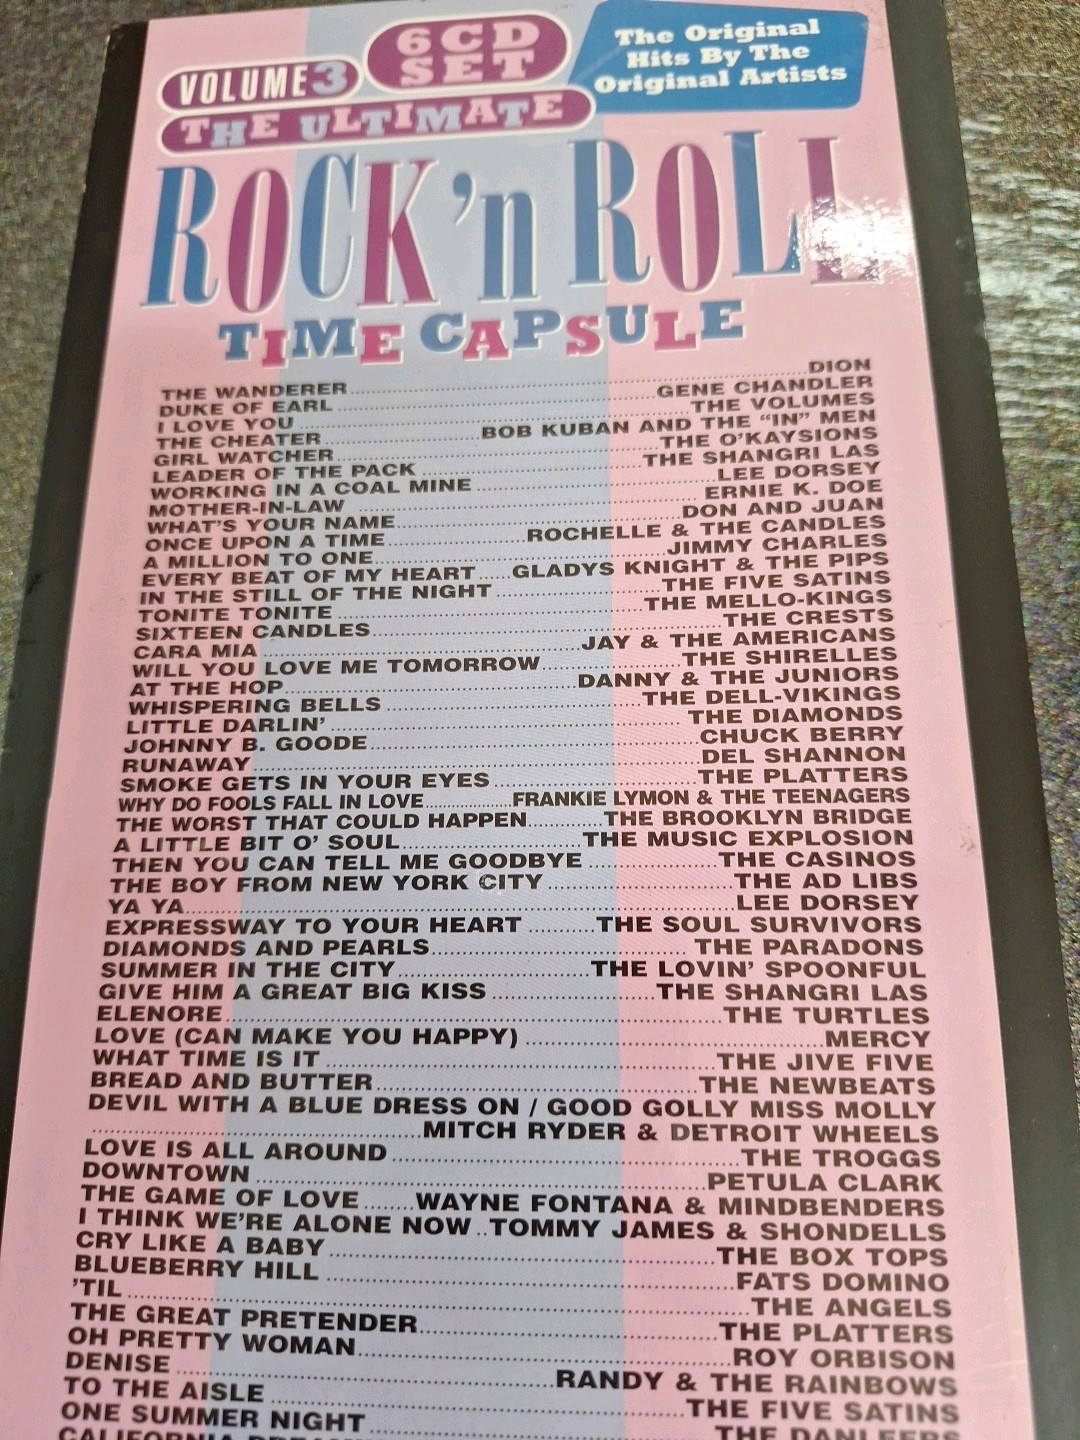 6 CD SET
VOLUME 3
The Original
Hits By The
Original Artists
THE ULTIMATE
ROCK 'n ROLL
TIME CAPSULE
THE WANDERER DION
DUKE OF EARL GENE CHANDLER
I LOVE YOU THE VOLUMES
THE CHEATER BOB KUBAN AND THE "IN" MEN
GIRL WATCHER THE O'KAYSIONS
LEADER OF THE PACK THE SHANGRI LAS
WORKING IN A COAL MINE LEE DORSEY
MOTHER-IN-LAW ERNIE K. DOE
WHAT'S YOUR NAME DON AND JUAN
ONCE UPON A TIME ROCHELLE & THE CANDLES
A MILLION TO ONE JIMMY CHARLES
EVERY BEAT OF MY HEART GLADYS KNIGHT & THE PIPS
IN THE STILL OF THE NIGHT THE FIVE SATINS
TONITE TONITE THE MELLO-KINGS
SIXTEEN CANDLES THE CRESTS
CARA MIA JAY & THE AMERICANS
WILL YOU LOVE ME TOMORROW THE SHIRELLES
AT THE HOP DANNY & THE JUNIORS
WHISPERING BELLS THE DELL-VIKINGS
LITTLE DARLIN' THE DIAMONDS
JOHNNY B. GOODE CHUCK BERRY
RUNAWAY DEL SHANNON
SMOKE GETS IN YOUR EYES THE PLATTERS
WHY DO FOOLS FALL IN LOVE FRANKIE LYMON & THE TEENAGERS
THE WORST THAT COULD HAPPEN THE BROOKLYN BRIDGE
A LITTLE BIT O' SOUL THE MUSIC EXPLOSION
THEN YOU CAN TELL ME GOODBYE THE CASINOS
THE BOY FROM NEW YORK CITY THE AD LIBS
YA YA LEE DORSEY
EXPRESSWAY TO YOUR HEART THE SOUL SURVIVORS
DIAMONDS AND PEARLS THE PARADONS
SUMMER IN THE CITY THE LOVIN' SPOONFUL
GIVE HIM A GREAT BIG KISS THE SHANGRI LAS
ELENORE THE TURTLES
LOVE (CAN MAKE YOU HAPPY) MERCY
WHAT TIME IS IT THE JIVE FIVE
BREAD AND BUTTER THE NEWBEATS
DEVIL WITH A BLUE DRESS ON / GOOD GOLLY MISS MOLLY
MITCH RYDER & DETROIT WHEELS
LOVE IS ALL AROUND THE TROGGS
DOWNTOWN PETULA CLARK
THE GAME OF LOVE WAYNE FONTANA & MINDBENDERS
I THINK WE'RE ALONE NOW TOMMY JAMES & SHONDELLS
CRY LIKE A BABY THE BOX TOPS
BLUEBERRY HILL FATS DOMINO
'TIL THE ANGELS
THE GREAT PRETENDER THE PLATTERS
OH PRETTY WOMAN ROY ORBISON
DENISE RANDY & THE RAINBOWS
TO THE AISLE THE FIVE SATINS
ONE SUMMER NIGHT THE DANLEERS